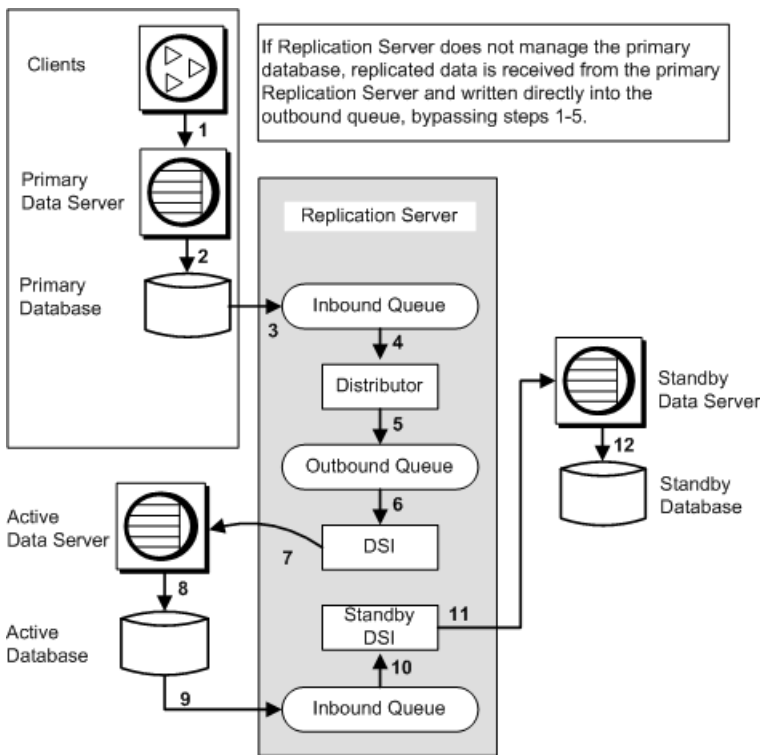 Clients
If Replication Server does not manage the primary
database, replicated data is received from the primary
Replication Server and written directly into the
outbound queue, bypassing steps 1-5.
1
Primary
Data Server
2
Replication Server
Primary
Database
3
Inbound Queue
4
Distributor
5
Outbound Queue
6
Standby
Data Server
12
Standby
Database
Active
Data Server
7
DSI
8
Active
Database
Standby
DSI
11
10
9
Inbound Queue